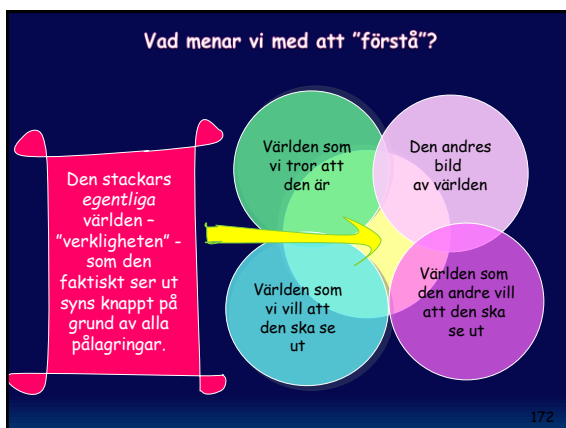 Vad menar vi med att ”förstå”?
Den stackars
egentliga
världen –
”verkligheten” -
som den
faktiskt ser ut
syns knappt på
grund av alla
pålagringar.
Världen som
vi tror att
den är
Den andres
bild
av världen
Världen som
vi vill att
den ska se
ut
Världen som
den andre vill
att den ska
se ut
172